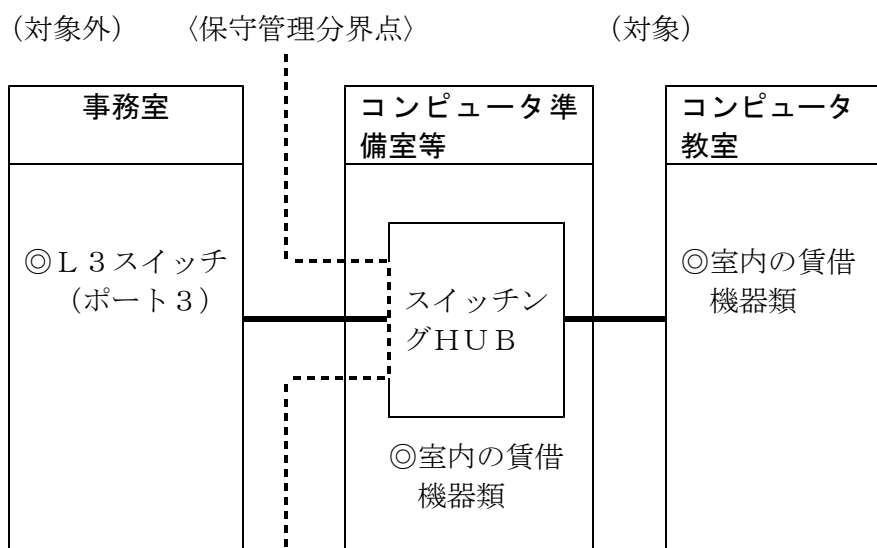 （対象外）　〈保守管理分界点〉　（対象）
事務室
コンピュータ準
備室等
コンピュータ
教室
◎Ｌ３スイッチ
（ポート３）
スイッチン
グＨＵＢ
◎室内の賃借
機器類
◎室内の賃借
機器類